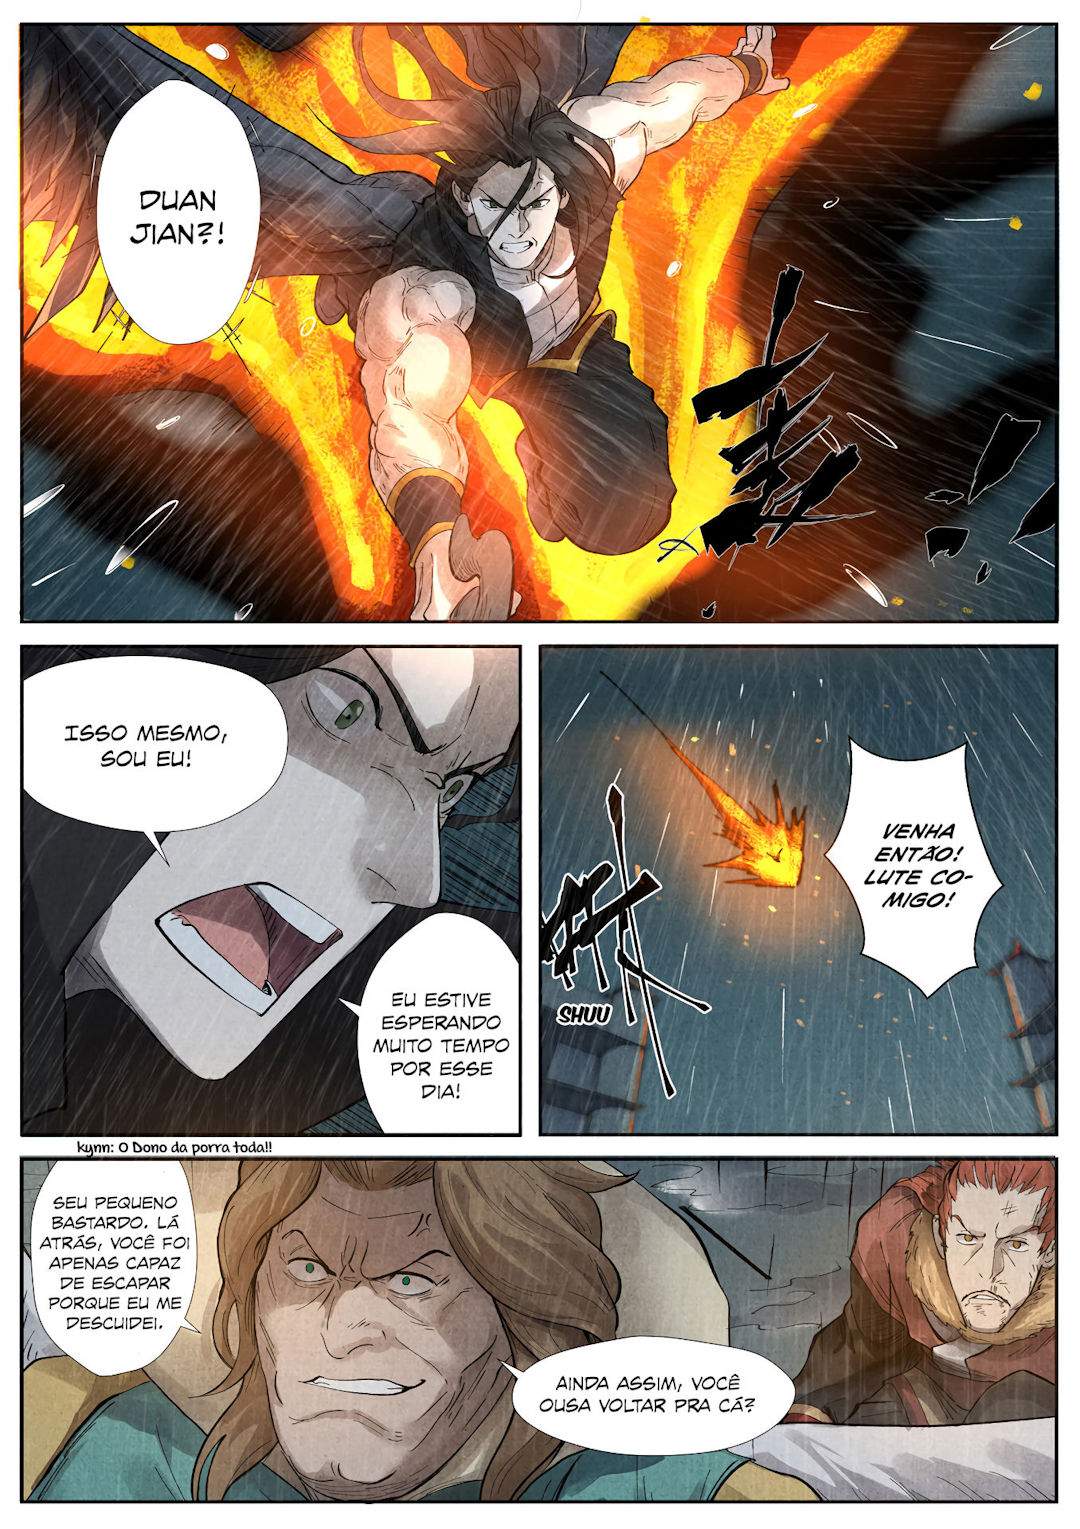 DUAN
JIAN?!
ISSO MESMO,
SOU EU!
EU ESTIVE
ESPERANDO
MUITO TEMPO
POR ESSE
DIA!
VENHA
ENTÃO!
LUTE CO-
MIGO!
SHUU
kynn: O Dono da porra toda!!
SEU PEQUENO
BASTARDO. LÁ
ATRÁS, VOCÊ FOI
APENAS CAPAZ
DE ESCAPAR
PORQUE EU ME
DESCUIDEI.
AINDA ASSIM, VOCÊ
OUSA VOLTAR PRA CÁ?